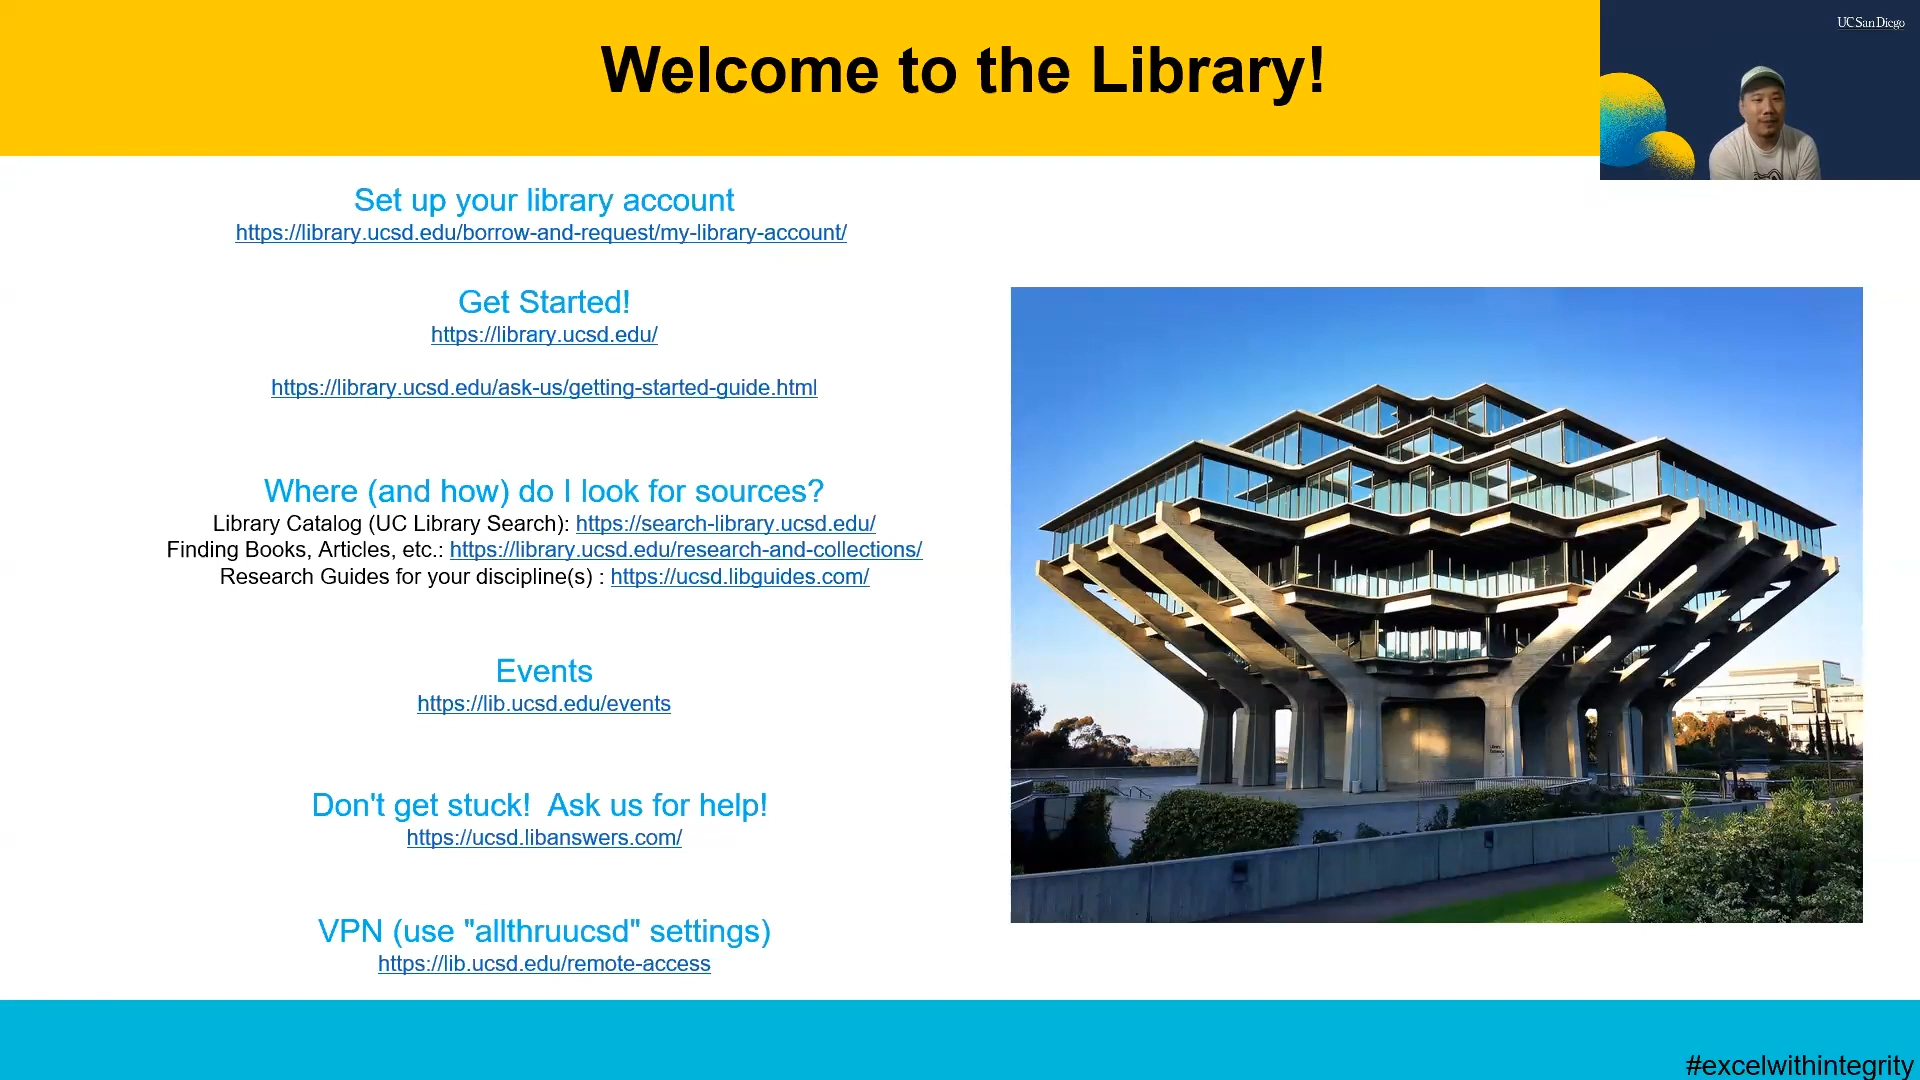 Welcome to the Library!
UC San Diego
Set up your library account
https://library.ucsd.edu/borrow-and-request/my-library-account/
Get Started!
https://library.ucsd.edu/
https://library.ucsd.edu/ask-us/getting-started-guide.html
Where (and how) do I look for sources?
Library Catalog (UC Library Search): https://search-library.ucsd.edu/
Finding Books, Articles, etc.: https://library.ucsd.edu/research-and-collections/
Research Guides for your discipline(s) : https://ucsd.libguides.com/
Events
https://lib.ucsd.edu/events
Don't get stuck!  Ask us for help!
https://ucsd.libanswers.com/
VPN (use "allthruucsd" settings)
https://lib.ucsd.edu/remote-access
#excelwithintegrity